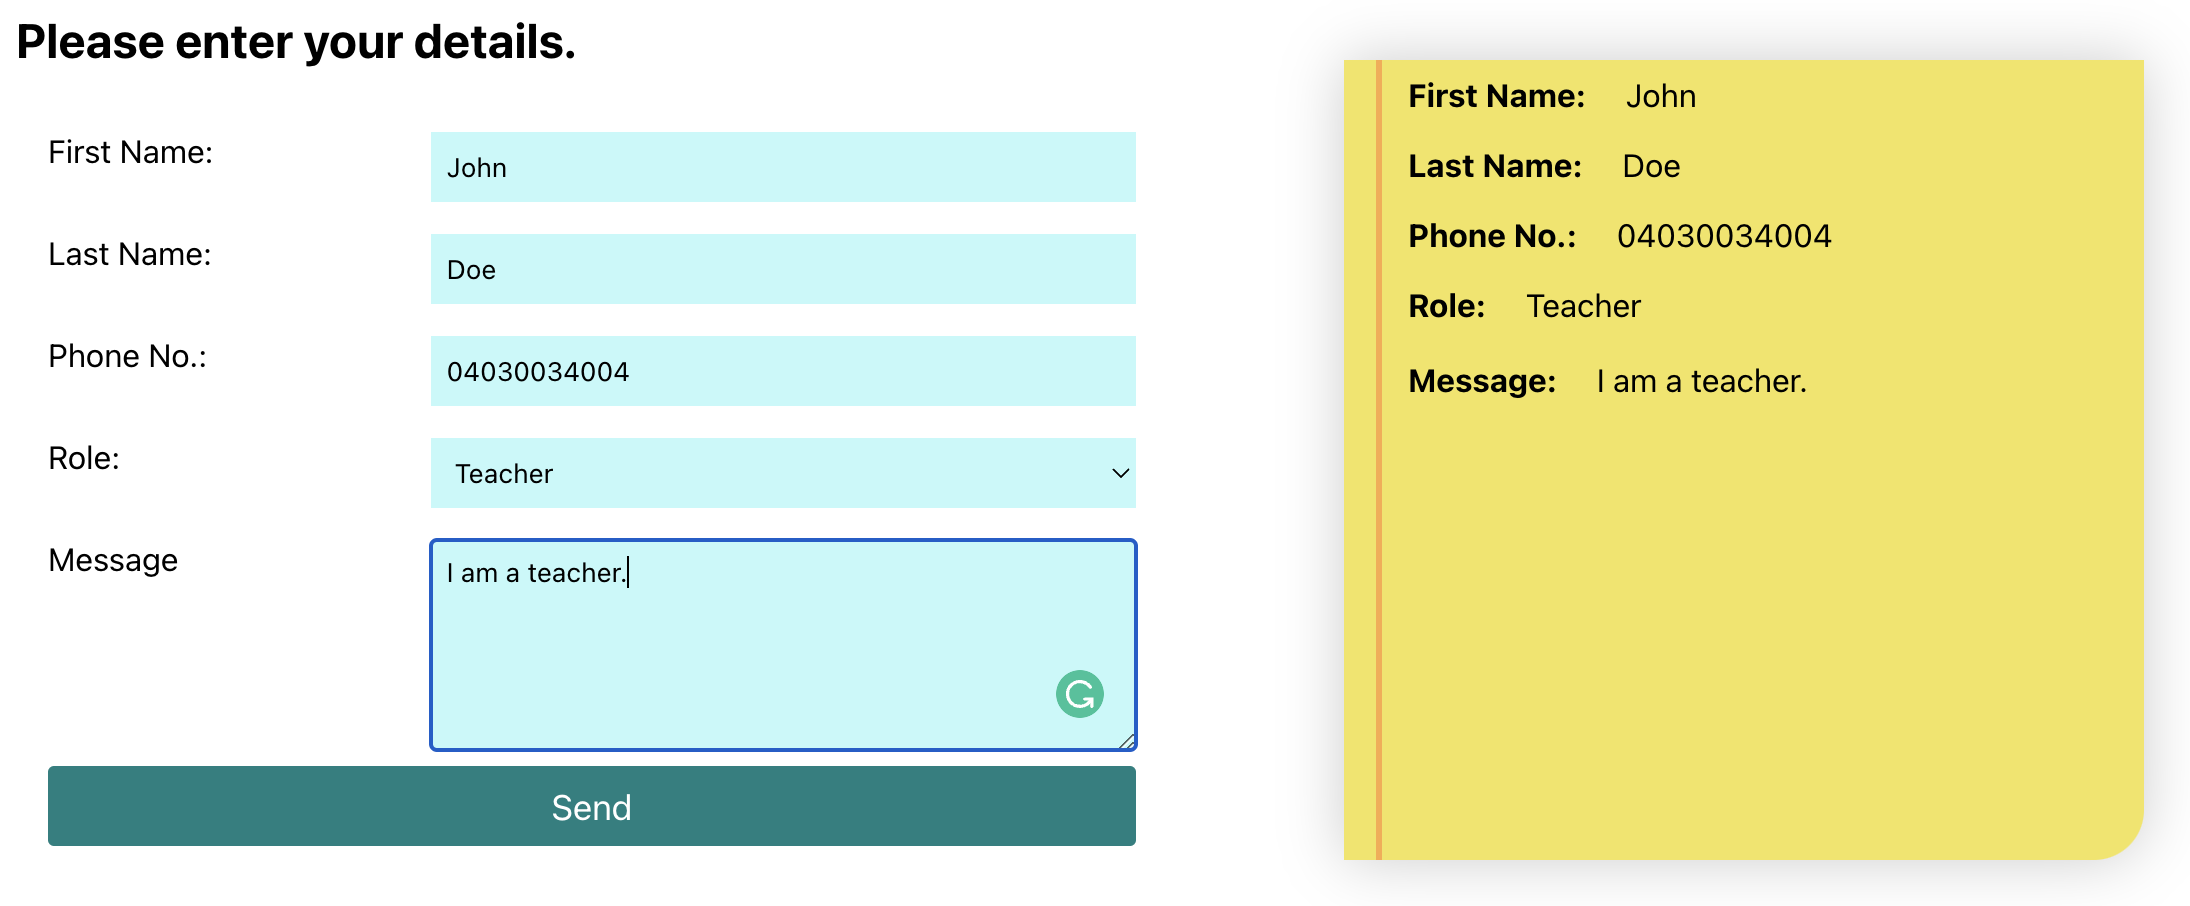 Please enter your details.
First Name:
John
Last Name:
Doe
Phone No.:
04030034004
Role:
Teacher
Message
I am a teacher.
Send
First Name: John
Last Name: Doe
Phone No.: 04030034004
Role: Teacher
Message: I am a teacher.